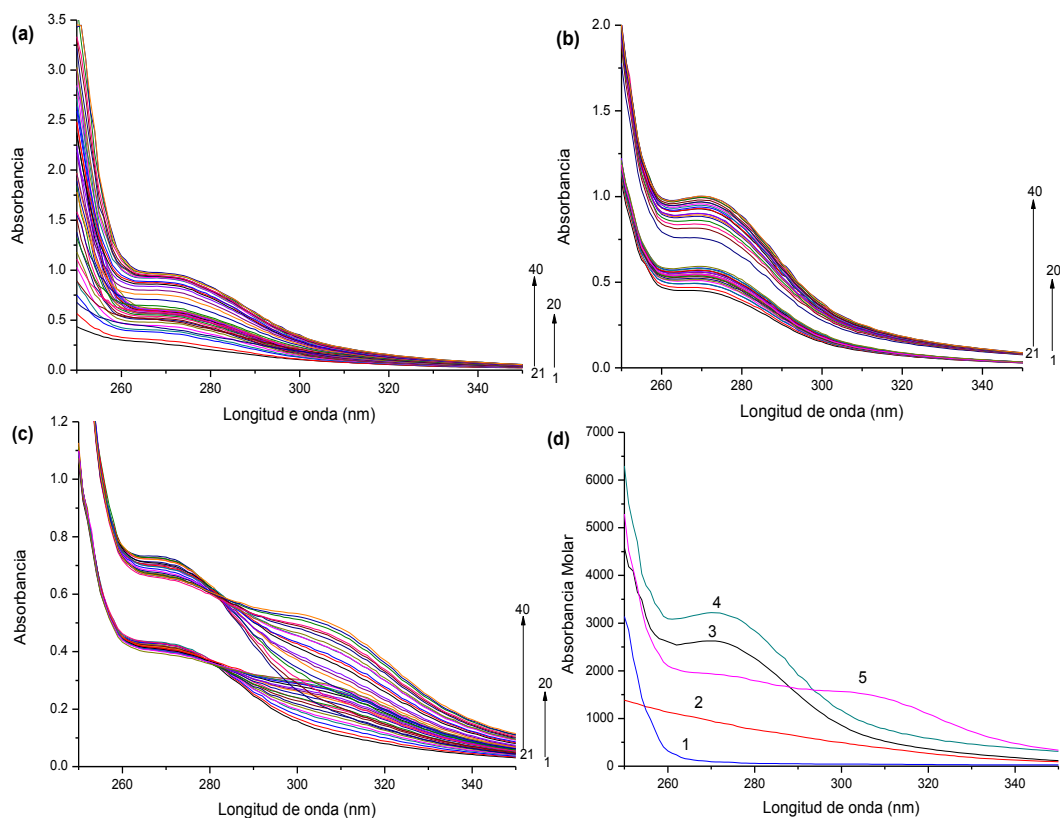 (a)
3.5
3.0
2.5
2.0
1.5
1.0
0.5
0.0
Absorbancia
260 280 300 320 340
Longitud e onda (nm)
40
20
21
1
(b)
2.0
1.5
1.0
0.5
0.0
Absorbancia
260 280 300 320 340
Longitud de onda (nm)
40
20
21
1
(c)
1.2
1.0
0.8
0.6
0.4
0.2
0.0
Absorbancia
260 280 300 320 340
Longitud de onda (nm)
40
20
21
1
(d)
7000
6000
5000
4000
3000
2000
1000
0
Absorbancia Molar
260 280 300 320 340
Longitud de onda (nm)
4
3
5
2
1